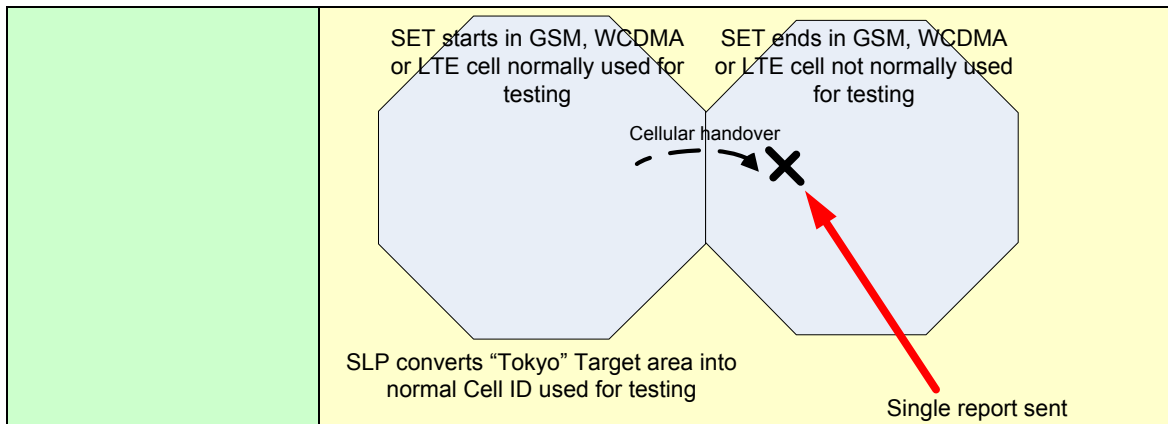 SET starts in GSM, WCDMA
or LTE cell normally used for
testing
SET ends in GSM, WCDMA
or LTE cell not normally used
for testing
Cellular handover
SLP converts “Tokyo” Target area into
normal Cell ID used for testing
Single report sent